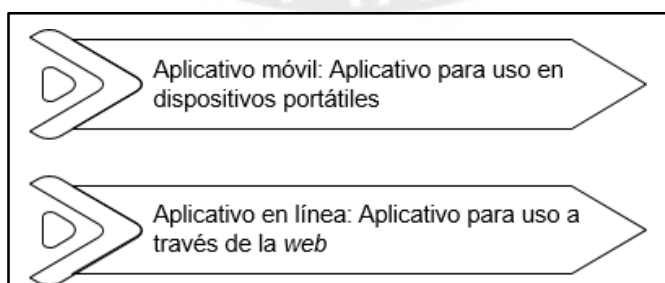 Aplicativo móvil: Aplicativo para uso en
dispositivos portátiles
Aplicativo en línea: Aplicativo para uso a
través de la web